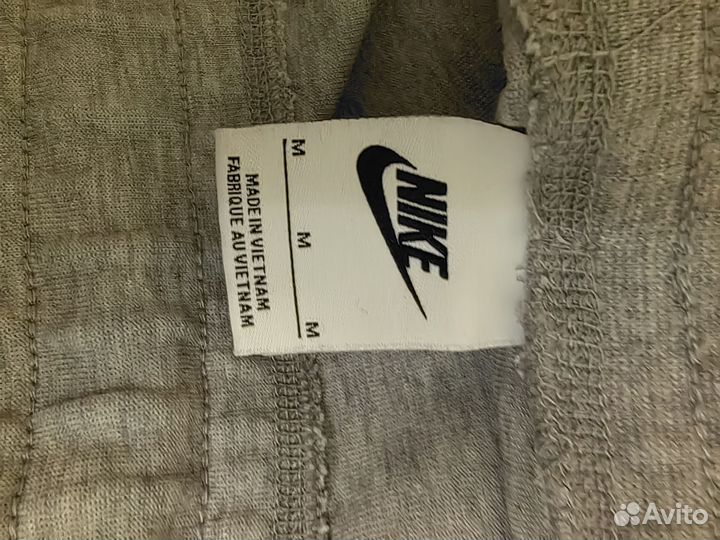 NIKE
M M M
MADE IN VIETNAM
FABRIQUE AU VIETNAM
Avito